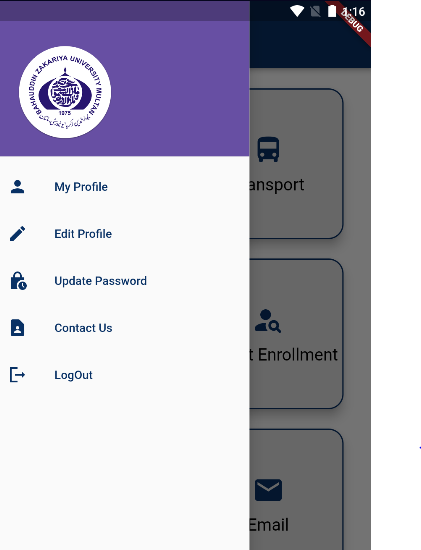 1:16
DEBUG
BAHAUDDIN ZAKARIYA UNIVERSITY MULTAN
1975
My Profile
Edit Profile
Update Password
Contact Us
LogOut
ansport
t Enrollment
Email